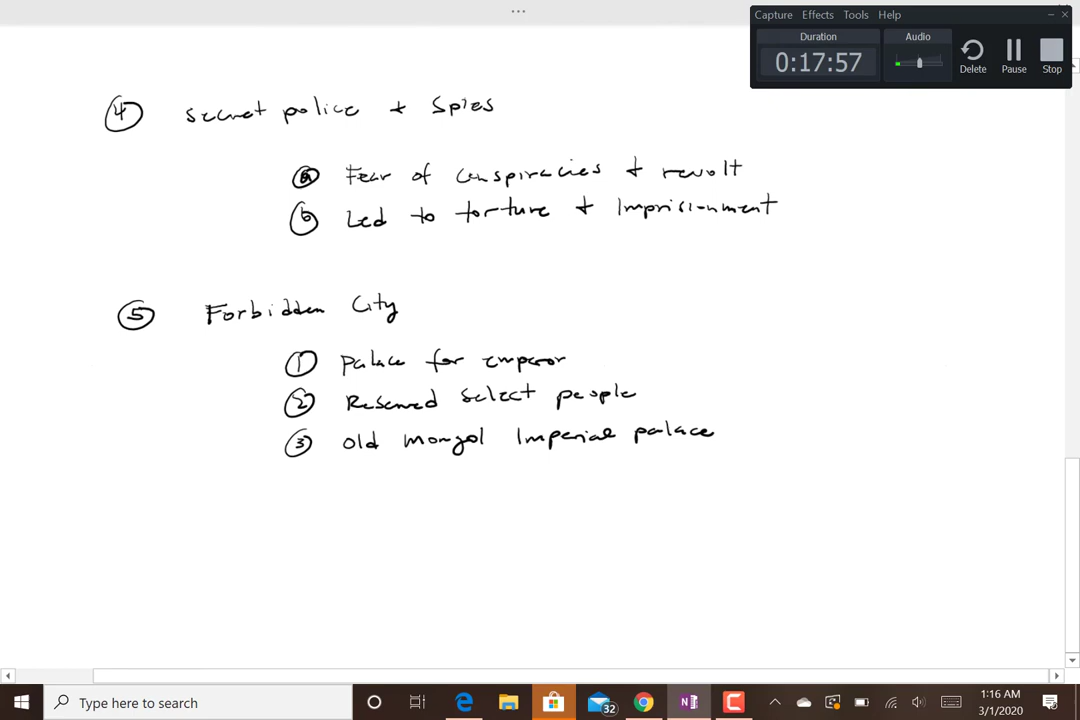 Capture Effects Tools Help
Duration Audio
0:17:57 Delete Pause Stop
4 Secret police + Spies
a Fear of conspiracies + revolt
b Led to torture + Imprisionment
5 Forbidden City
1 palace for emperor
2 Reserved select people
3 old Mongol Imperial palace
Type here to search
32
1:16 AM
3/1/2020